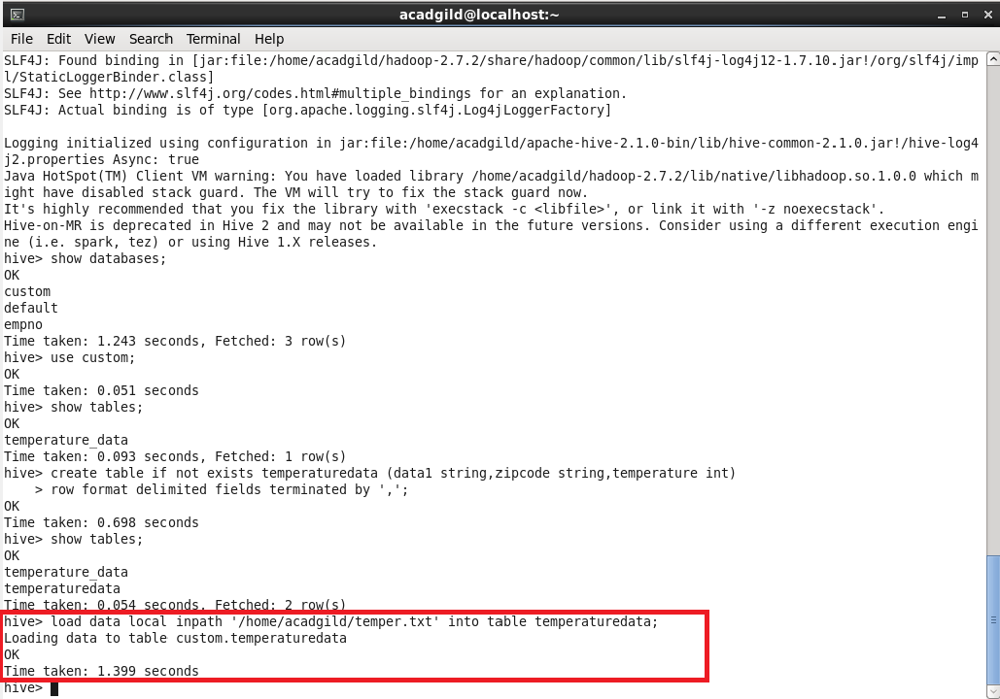 acadgild@localhost:~
File Edit View Search Terminal Help
SLF4J: Found binding in [jar:file:/home/acadgild/hadoop-2.7.2/share/hadoop/common/lib/slf4j-log4j12-1.7.10.jar!/org/slf4j/imp
l/StaticLoggerBinder.class]
SLF4J: See http://www.slf4j.org/codes.html#multiple_bindings for an explanation.
SLF4J: Actual binding is of type [org.apache.logging.slf4j.Log4jLoggerFactory]

Logging initialized using configuration in jar:file:/home/acadgild/apache-hive-2.1.0-bin/lib/hive-common-2.1.0.jar!/hive-log4
j2.properties Async: true
Java HotSpot(TM) Client VM warning: You have loaded library /home/acadgild/hadoop-2.7.2/lib/native/libhadoop.so.1.0.0 which m
ight have disabled stack guard. The VM will try to fix the stack guard now.
It's highly recommended that you fix the library with 'execstack -c <libfile>', or link it with '-z noexecstack'.
Hive-on-MR is deprecated in Hive 2 and may not be available in the future versions. Consider using a different execution engi
ne (i.e. spark, tez) or using Hive 1.X releases.
hive> show databases;
OK
custom
default
empno
Time taken: 1.243 seconds, Fetched: 3 row(s)
hive> use custom;
OK
Time taken: 0.051 seconds
hive> show tables;
OK
temperature_data
Time taken: 0.093 seconds, Fetched: 1 row(s)
hive> create table if not exists temperaturedata (data1 string,zipcode string,temperature int)
    > row format delimited fields terminated by ',';
OK
Time taken: 0.698 seconds
hive> show tables;
OK
temperature_data
temperaturedata
Time taken: 0.054 seconds, Fetched: 2 row(s)
hive> load data local inpath '/home/acadgild/temper.txt' into table temperaturedata;
Loading data to table custom.temperaturedata
OK
Time taken: 1.399 seconds
hive>